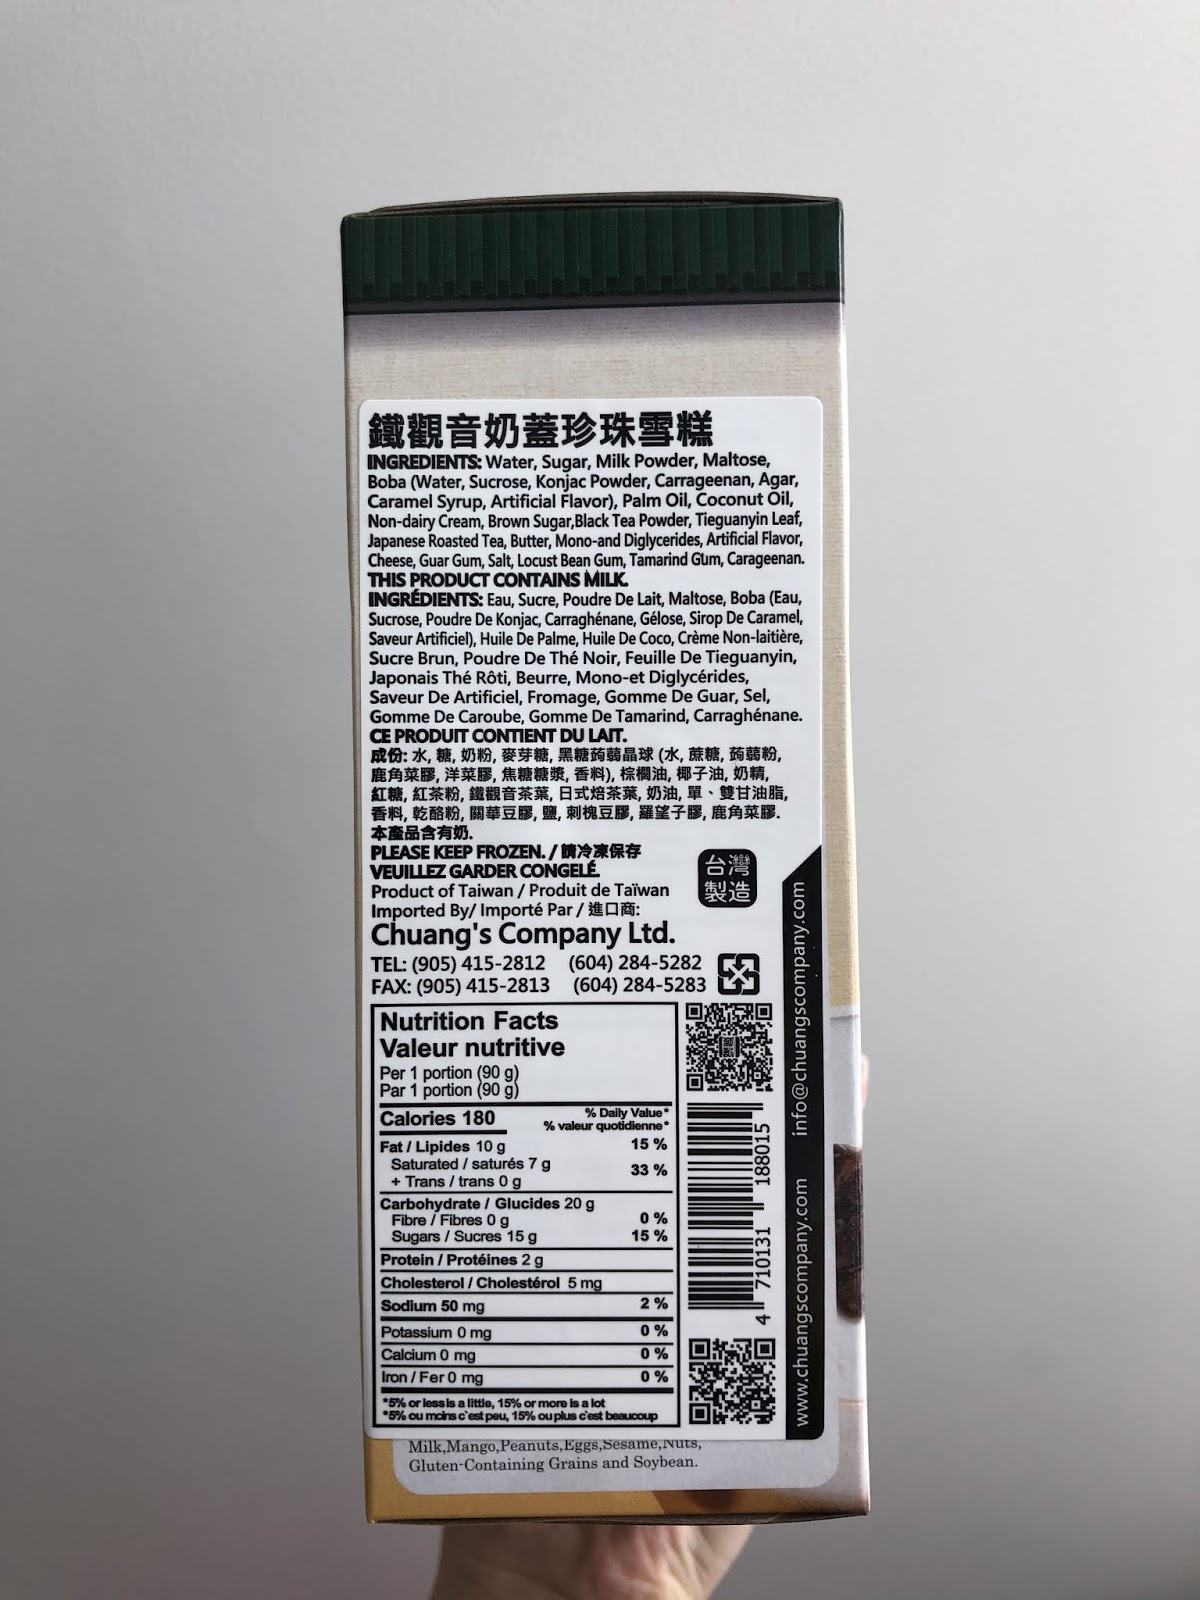 鐵觀音奶蓋珍珠雪糕
INGREDIENTS: Water, Sugar, Milk Powder, Maltose,
Boba (Water, Sucrose, Konjac Powder, Carrageenan, Agar,
Caramel Syrup, Artificial Flavor), Palm Oil, Coconut Oil,
Non-dairy Cream, Brown Sugar,Black Tea Powder, Tieguanyin Leaf,
Japanese Roasted Tea, Butter, Mono-and Diglycerides, Artificial Flavor,
Cheese, Guar Gum, Salt, Locust Bean Gum, Tamarind Gum, Carageenan.
THIS PRODUCT CONTAINS MILK.
INGRÉDIENTS: Eau, Sucre, Poudre De Lait, Maltose, Boba (Eau,
Sucrose, Poudre De Konjac, Carraghénane, Gélose, Sirop De Caramel,
Saveur Artificiel), Huile De Palme, Huile De Coco, Crème Non-laitière,
Sucre Brun, Poudre De Thé Noir, Feuille De Tieguanyin,
Japonais Thé Rôti, Beurre, Mono-et Diglycérides,
Saveur De Artificiel, Fromage, Gomme De Guar, Sel,
Gomme De Caroube, Gomme De Tamarind, Carraghénane.
CE PRODUIT CONTIENT DU LAIT.
成份: 水, 糖, 奶粉, 麥芽糖, 黑糖蒟蒻晶球 (水, 蔗糖, 蒟蒻粉,
鹿角菜膠, 洋菜膠, 焦糖糖漿, 香料), 棕櫚油, 椰子油, 奶精,
紅糖, 紅茶粉, 鐵觀音茶葉, 日式焙茶葉, 奶油, 單、雙甘油脂,
香料, 乾酪粉, 關華豆膠, 鹽, 刺槐豆膠, 羅望子膠, 鹿角菜膠.
本產品含有奶.
PLEASE KEEP FROZEN. / 請冷凍保存
VEUILLEZ GARDER CONGELÉ.
Product of Taiwan / Produit de Taïwan
Imported By/ Importé Par / 進口商:
台灣
製造
Chuang's Company Ltd.
TEL: (905) 415-2812 (604) 284-5282
FAX: (905) 415-2813 (604) 284-5283
Nutrition Facts
Valeur nutritive
Per 1 portion (90 g)
Par 1 portion (90 g)
Calories 180 % Daily Value*
% valeur quotidienne*
Fat / Lipides 10 g 15 %
Saturated / saturés 7 g 33 %
+ Trans / trans 0 g
Carbohydrate / Glucides 20 g
Fibre / Fibres 0 g 0 %
Sugars / Sucres 15 g 15 %
Protein / Protéines 2 g
Cholesterol / Cholestérol 5 mg
Sodium 50 mg 2 %
Potassium 0 mg 0 %
Calcium 0 mg 0 %
Iron / Fer 0 mg 0 %
*5% or less is a little, 15% or more is a lot
*5% ou moins c'est peu, 15% ou plus c'est beaucoup
4 710131 188015
www.chuangscompany.com info@chuangscompany.com
Milk,Mango,Peanuts,Eggs,Sesame,Nuts,
Gluten-Containing Grains and Soybean.